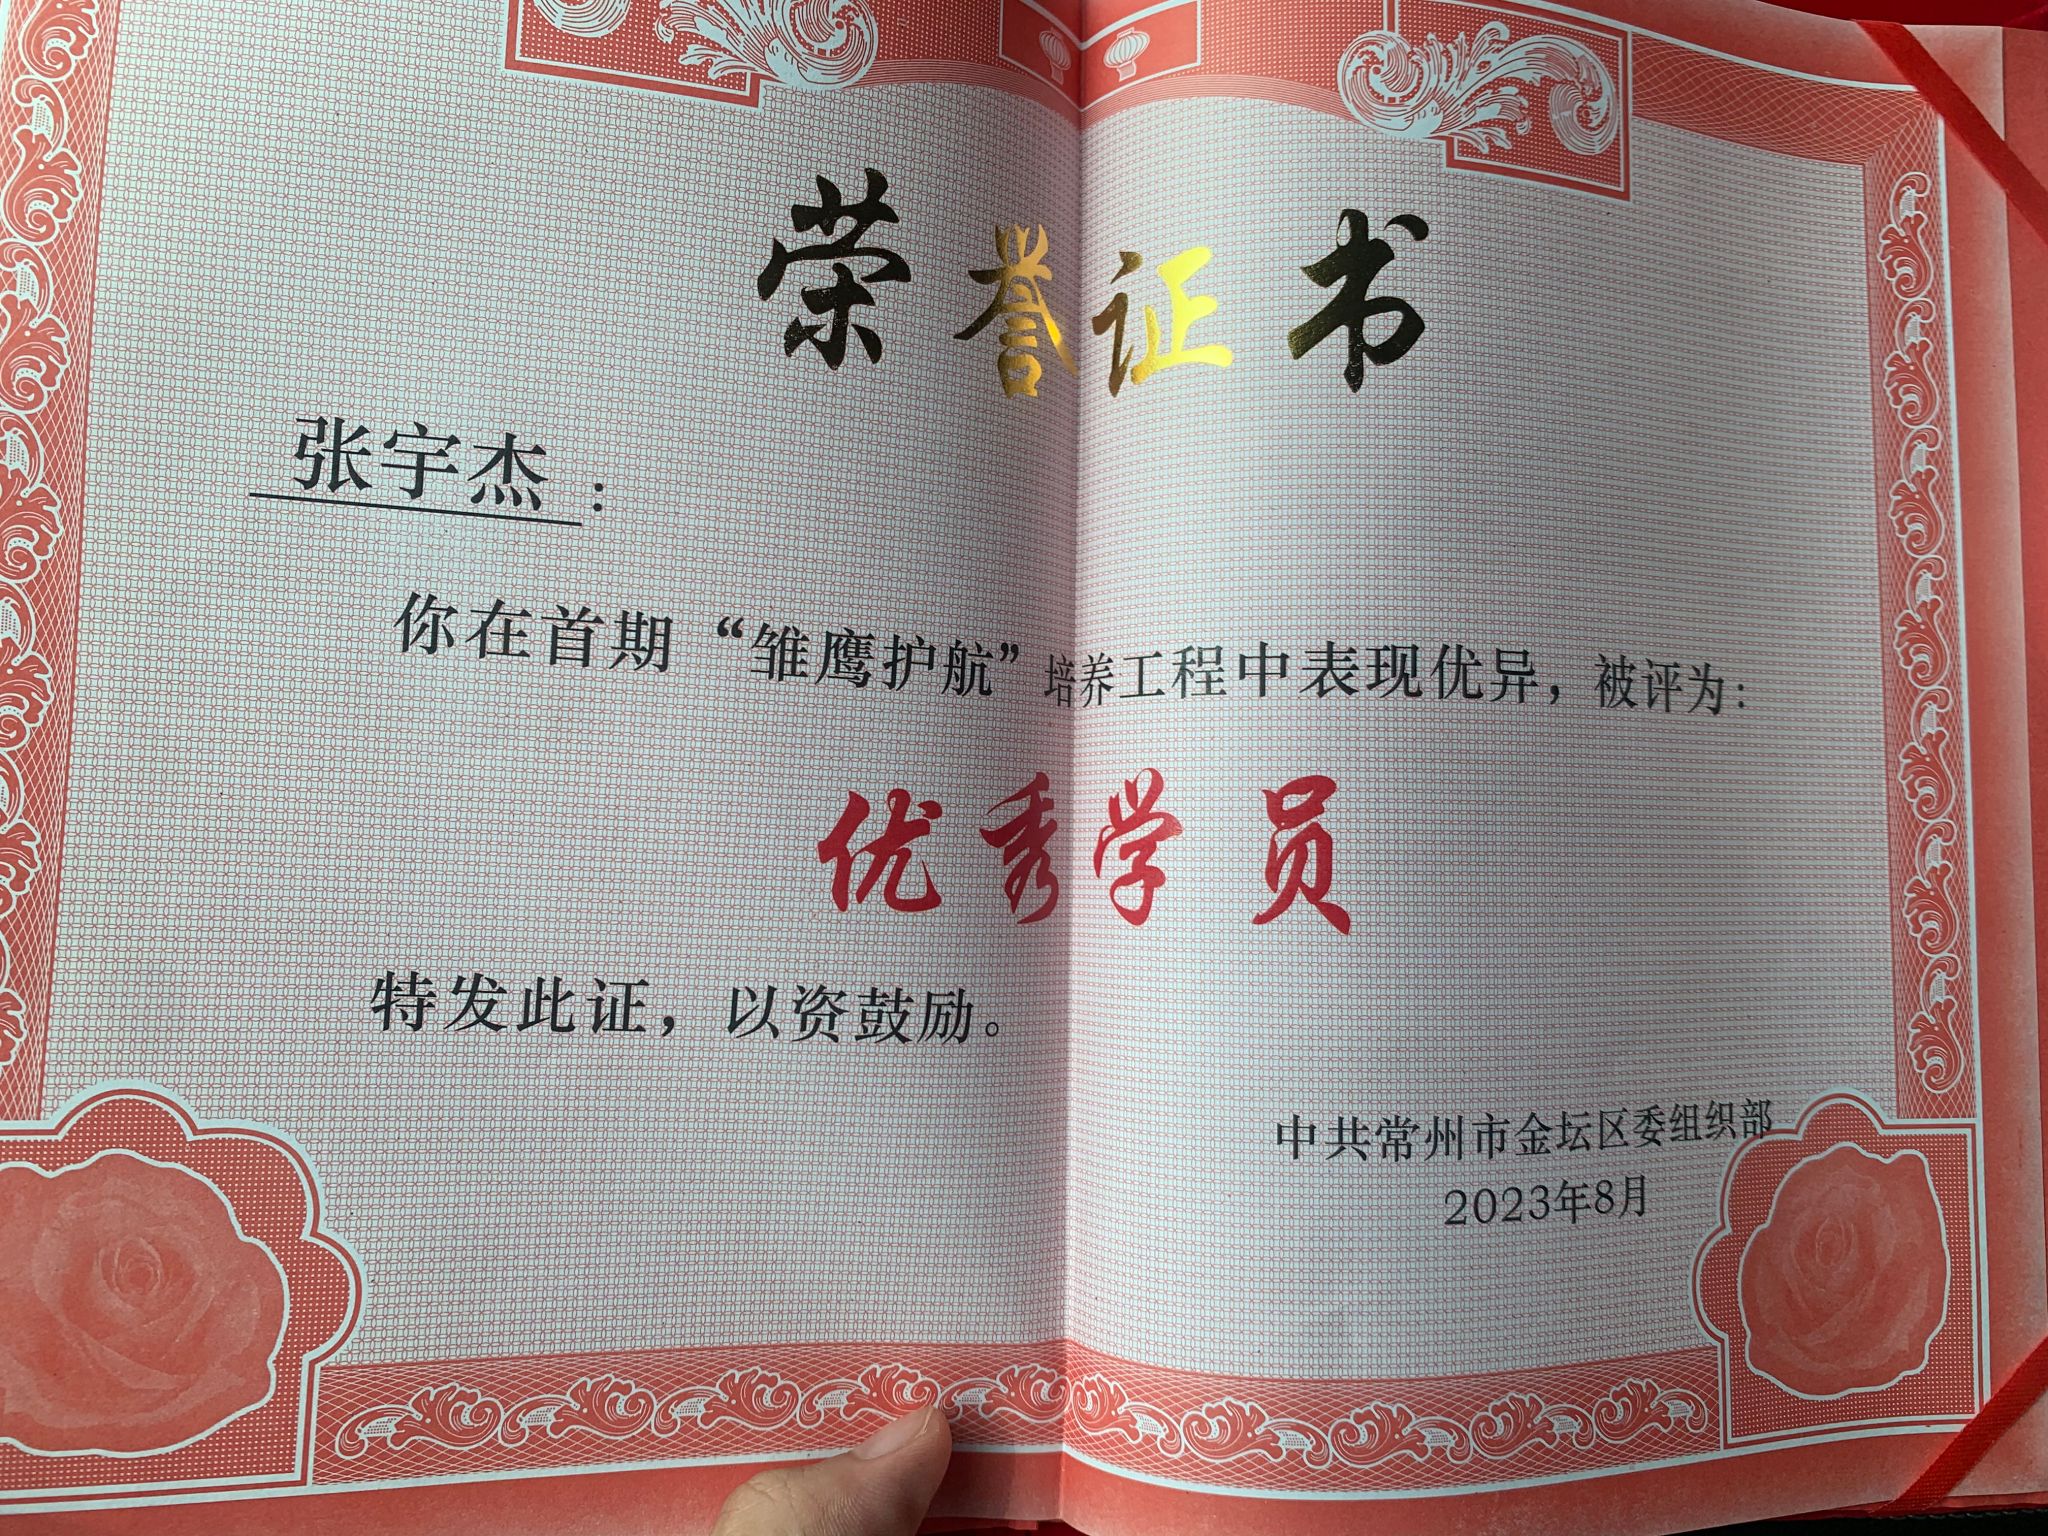 荣誉证书
张宇杰：
你在首期“雏鹰护航”培养工程中表现优异，被评为：
优秀学员
特发此证，以资鼓励。
中共常州市金坛区委组织部
2023年8月